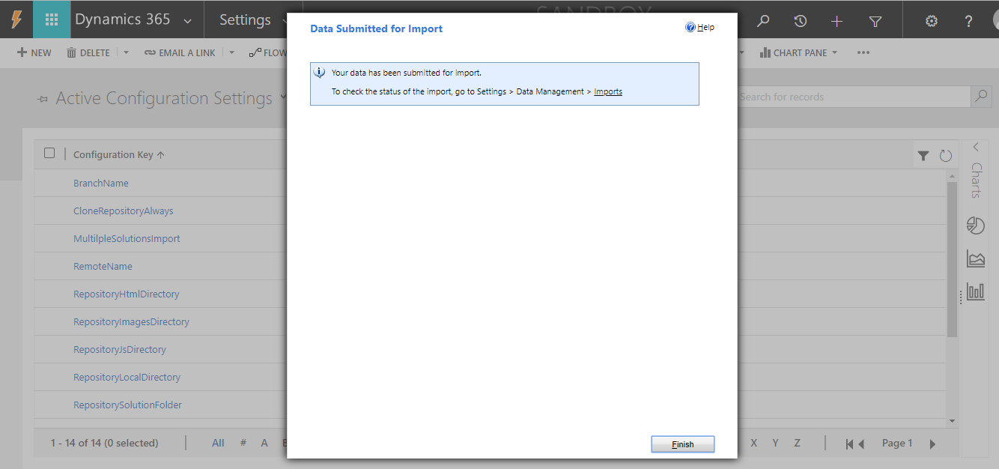 Dynamics 365
Settings
SANDBOX
NEW
DELETE
EMAIL A LINK
FLOW
CHART PANE
Data Submitted for Import
Help
Your data has been submitted for import.
To check the status of the import, go to Settings > Data Management > Imports
Active Configuration Settings
Search for records
Configuration Key
BranchName
CloneRepositoryAlways
MultilpleSolutionsImport
RemoteName
RepositoryHtmlDirectory
RepositoryImagesDirectory
RepositoryJsDirectory
RepositoryLocalDirectory
RepositorySolutionFolder
Charts
Finish
1 - 14 of 14 (0 selected) All # A B X Y Z Page 1